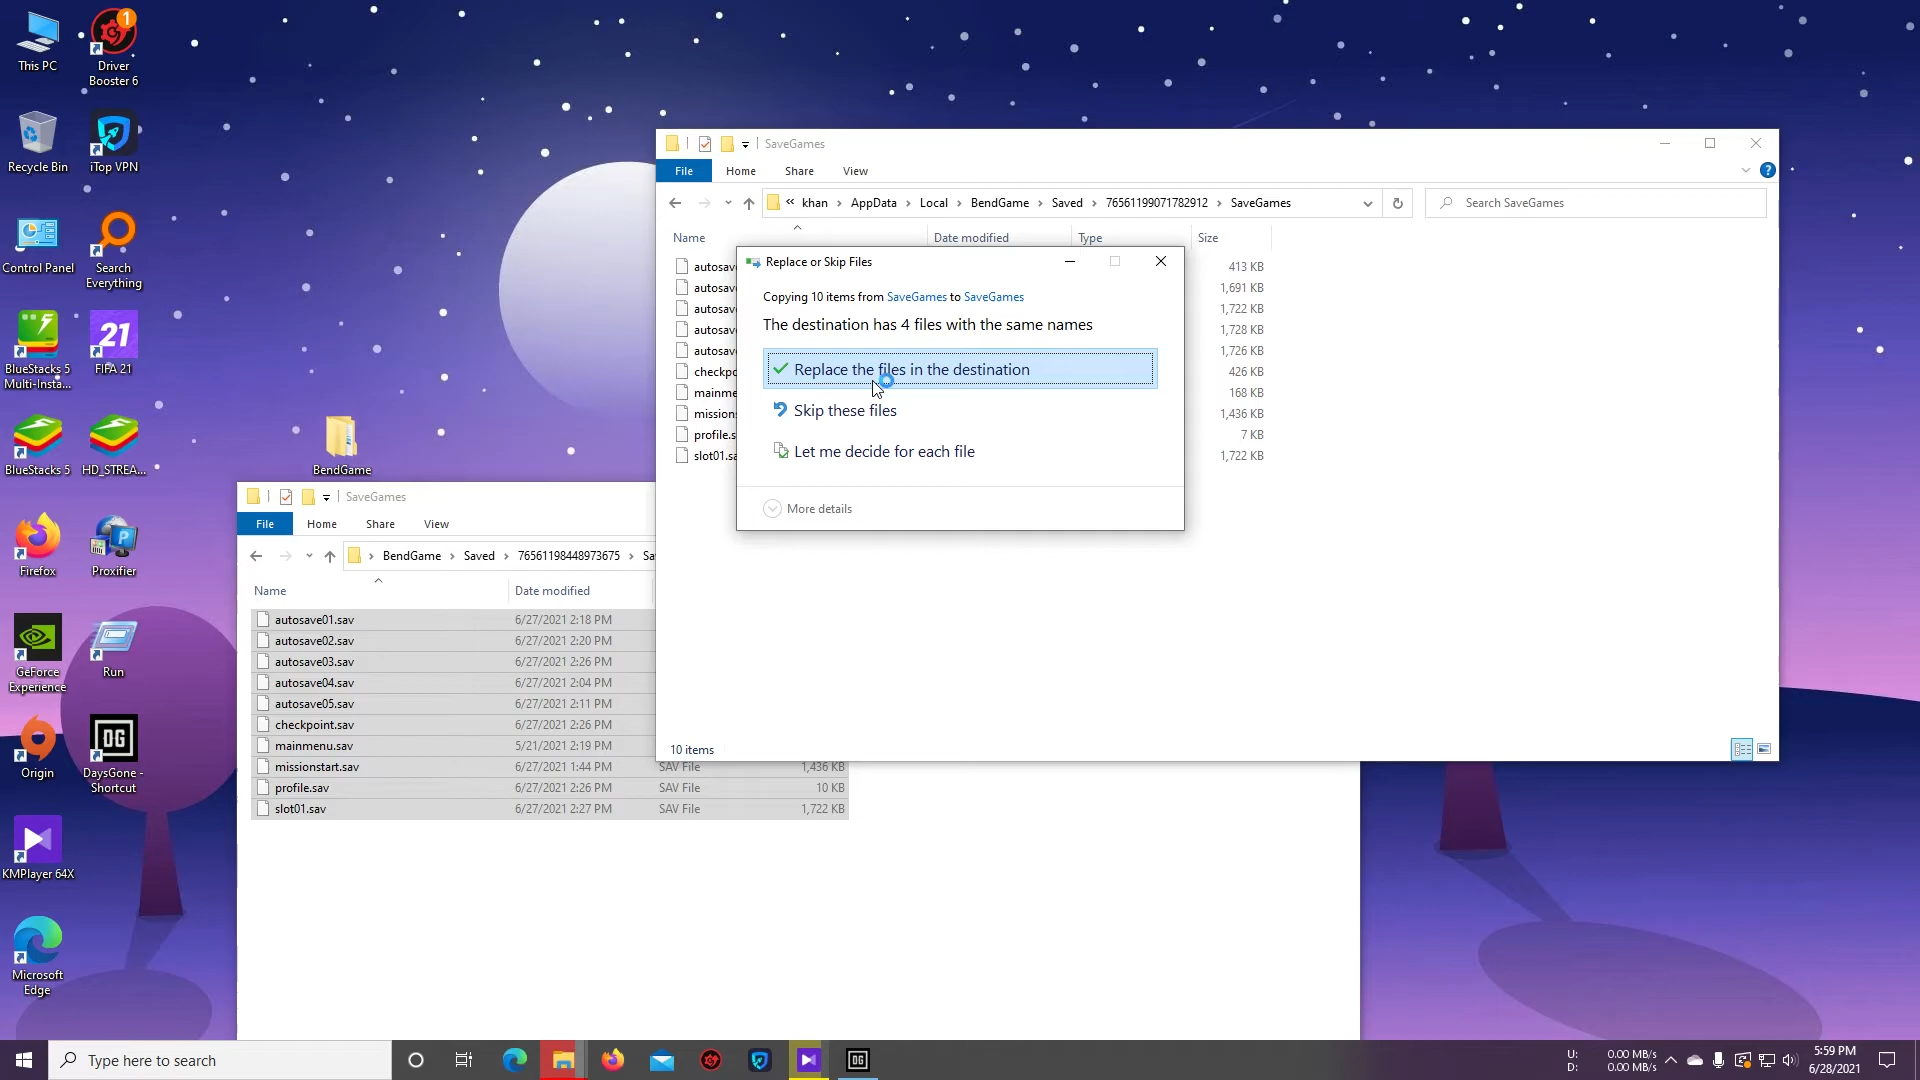 This PC
Driver
Booster 6
1
Recycle Bin
iTop VPN
Control Panel
Search
Everything
BlueStacks 5
Multi-Insta...
21
FIFA 21
BlueStacks 5
HD_STREA...
BendGame
Firefox
Proxifier
GeForce
Experience
Run
Origin
DG
DaysGone -
Shortcut
KMPlayer 64X
Microsoft
Edge
SaveGames
File Home Share View
khan › AppData › Local › BendGame › Saved › 76561199071782912 › SaveGames
Search SaveGames
Name Date modified Type Size
autosav 413 KB
autosav 1,691 KB
autosav 1,722 KB
autosav 1,728 KB
autosav 1,726 KB
checkpo 426 KB
mainme 168 KB
mission 1,436 KB
profile.s 7 KB
slot01.sa 1,722 KB
10 items
Replace or Skip Files
Copying 10 items from SaveGames to SaveGames
The destination has 4 files with the same names
Replace the files in the destination
Skip these files
Let me decide for each file
More details
SaveGames
File Home Share View
BendGame › Saved › 76561198448973675 › Sa
Name Date modified
autosave01.sav 6/27/2021 2:18 PM
autosave02.sav 6/27/2021 2:20 PM
autosave03.sav 6/27/2021 2:26 PM
autosave04.sav 6/27/2021 2:04 PM
autosave05.sav 6/27/2021 2:11 PM
checkpoint.sav 6/27/2021 2:26 PM
mainmenu.sav 5/21/2021 2:19 PM
missionstart.sav 6/27/2021 1:44 PM SAV File 1,436 KB
profile.sav 6/27/2021 2:26 PM SAV File 10 KB
slot01.sav 6/27/2021 2:27 PM SAV File 1,722 KB
Type here to search
DG
U: 0.00 MB/s
D: 0.00 MB/s
5:59 PM
6/28/2021